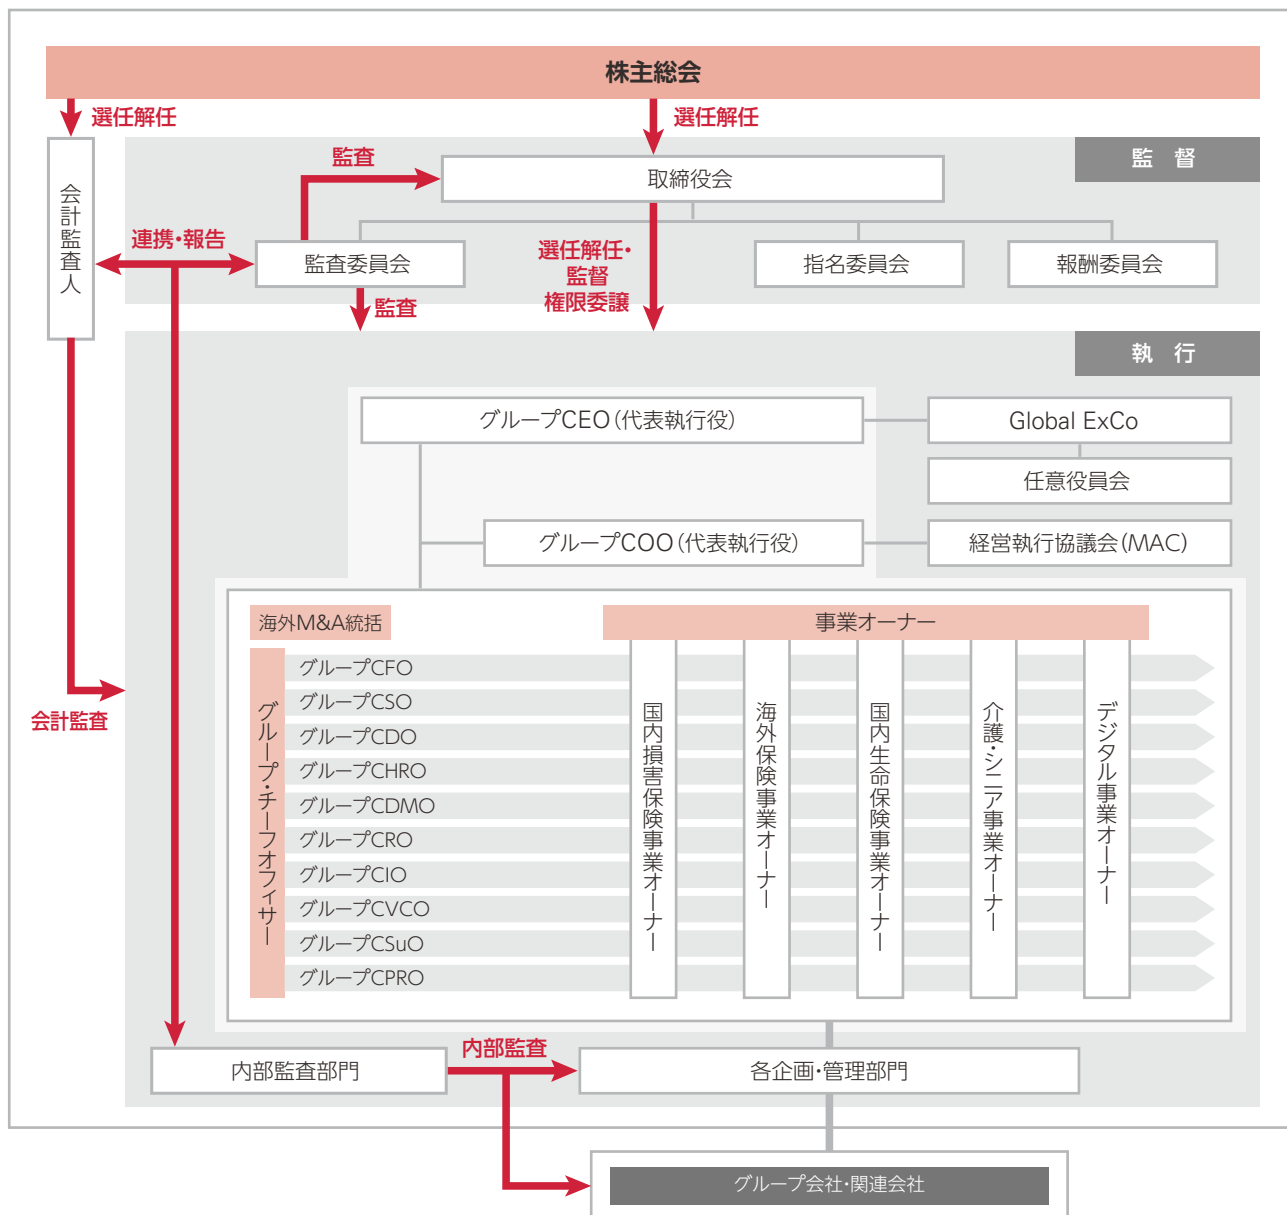 株主総会
選任解任
選任解任
監督
会計監査人
監査
取締役会
連携・報告
監査委員会
選任解任・
監督
権限委譲
指名委員会
報酬委員会
監査
執行
グループCEO（代表執行役）
Global ExCo
任意役員会
グループCOO（代表執行役）
経営執行協議会（MAC）
海外M&A統括
事業オーナー
グループ・チーフオフィサー
グループCFO
グループCSO
グループCDO
グループCHRO
グループCDMO
グループCRO
グループCIO
グループCVCO
グループCSuO
グループCPRO
国内損害保険事業オーナー
海外保険事業オーナー
国内生命保険事業オーナー
介護・シニア事業オーナー
デジタル事業オーナー
会計監査
内部監査部門
内部監査
各企画・管理部門
グループ会社・関連会社